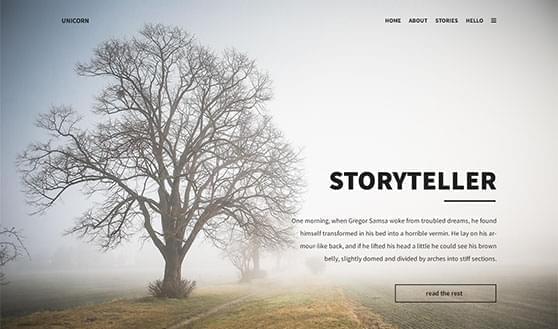 UNICORN
HOME ABOUT STORIES HELLO
STORYTELLER
One morning, when Gregor Samsa woke from troubled dreams, he found
himself transformed in his bed into a horrible vermin. He lay on his ar-
mour-like back, and if he lifted his head a little he could see his brown
belly, slightly domed and divided by arches into stiff sections.
read the rest